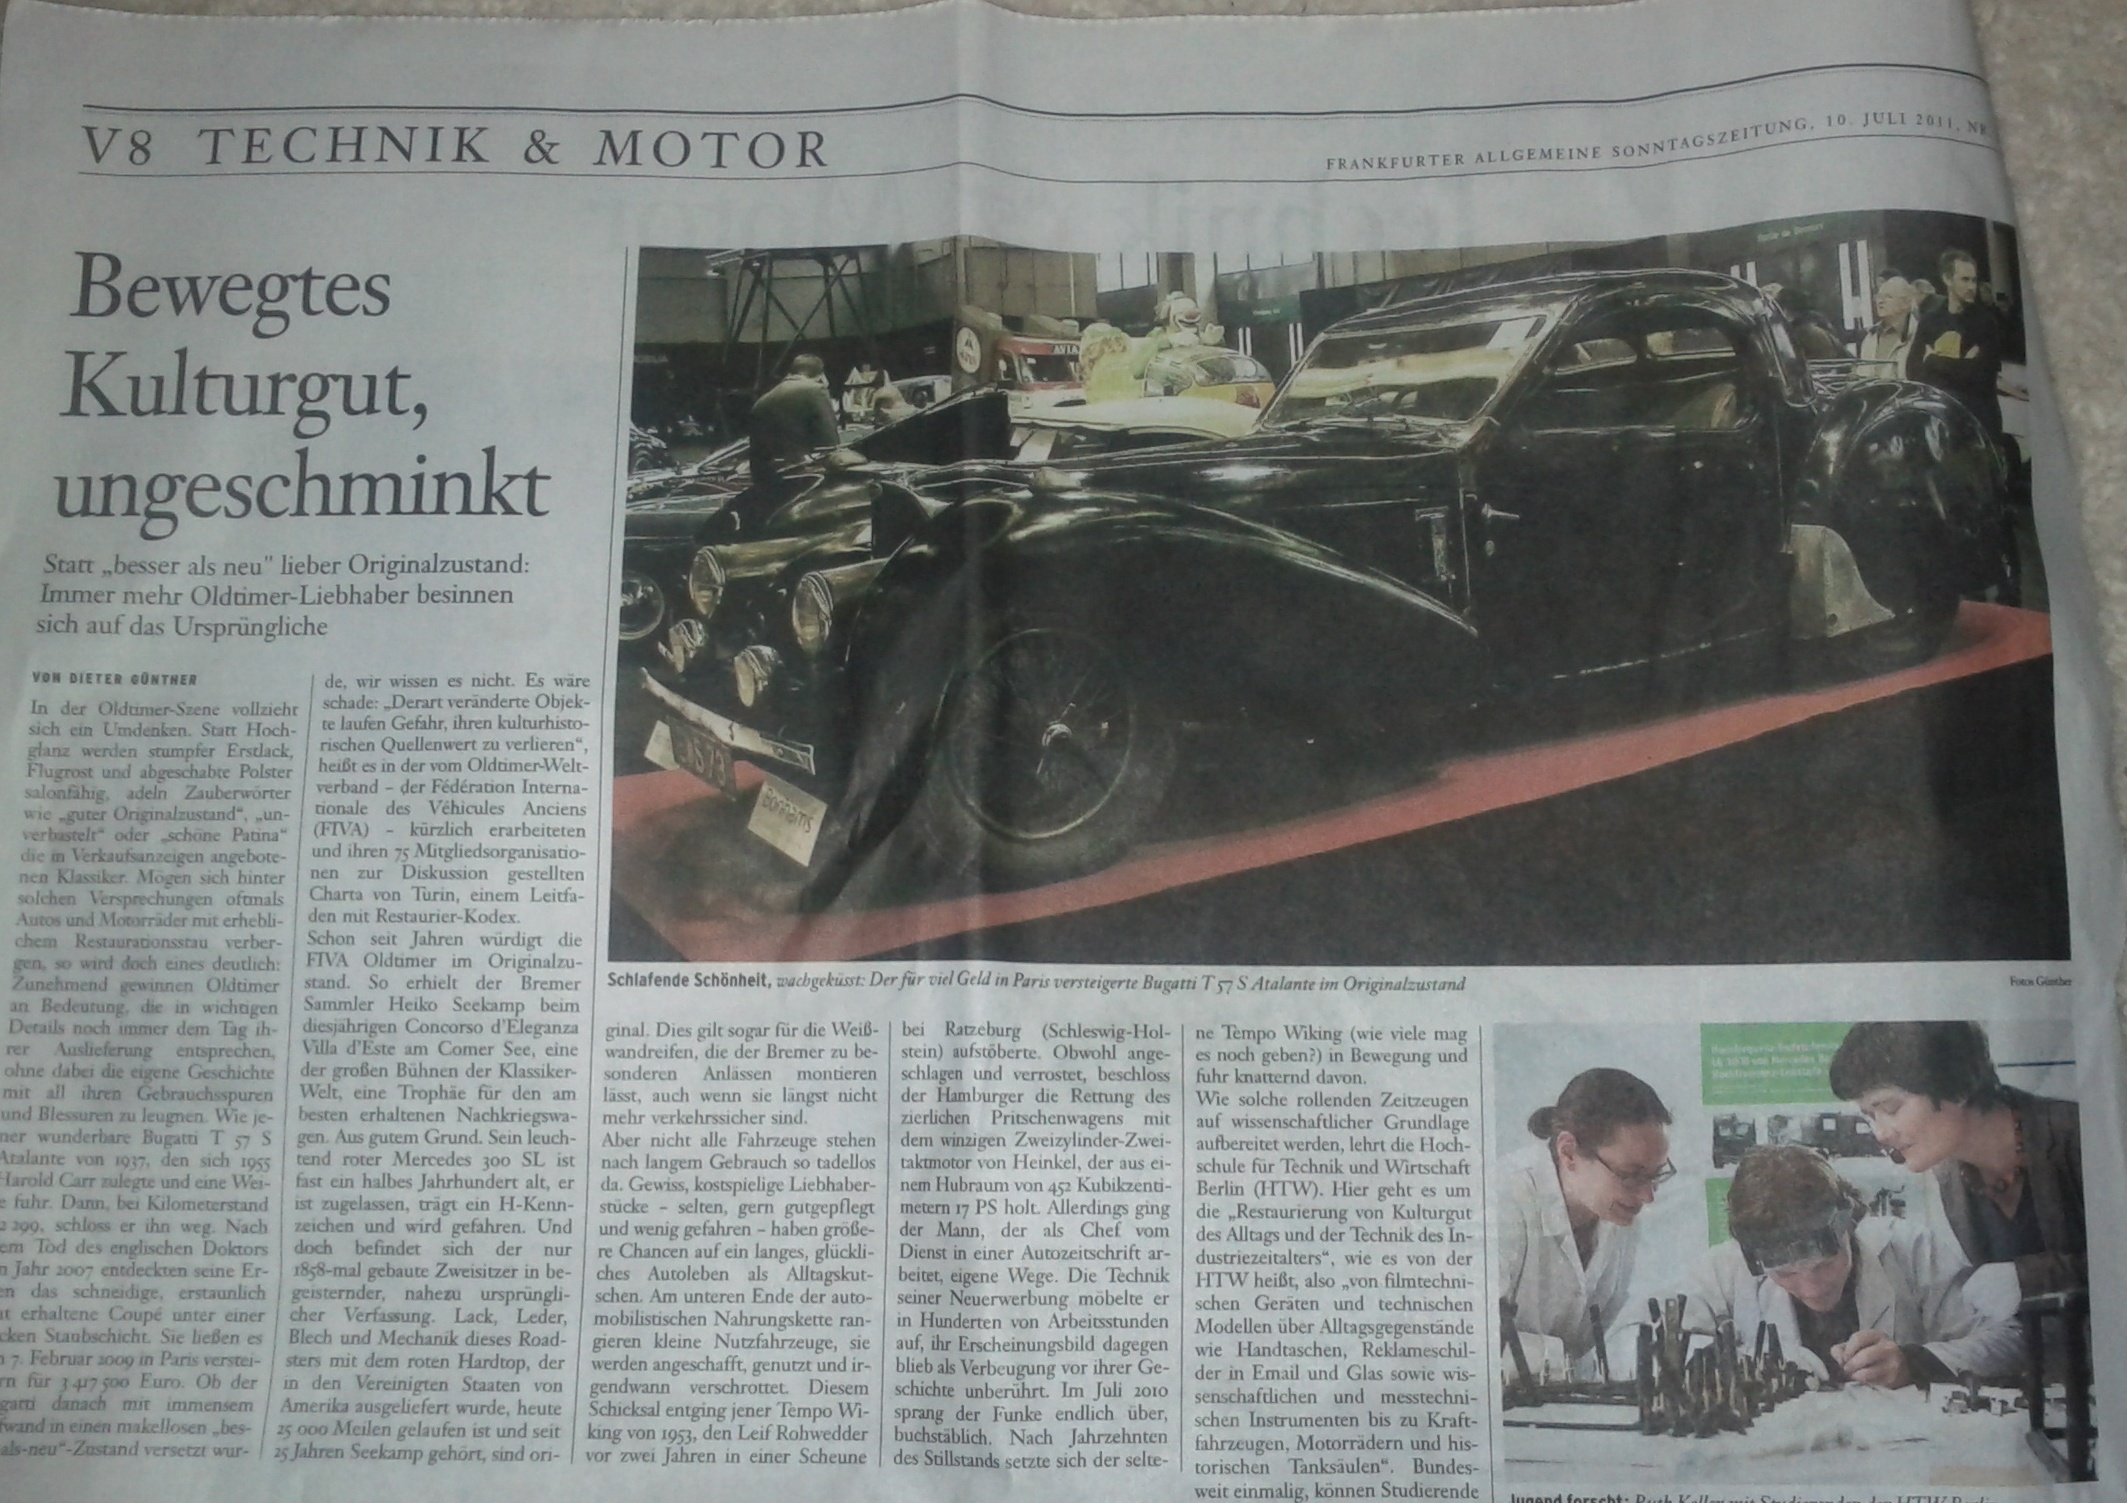 V8 TECHNIK & MOTOR
FRANKFURTER ALLGEMEINE SONNTAGSZEITUNG, 10. JULI 2011, NR
Bewegtes
Kulturgut,
ungeschminkt
Statt „besser als neu" lieber Originalzustand:
Immer mehr Oldtimer-Liebhaber besinnen
sich auf das Ursprüngliche
VON DIETER GÜNTHER
In der Oldtimer-Szene vollzieht
sich ein Umdenken. Statt Hoch-
glanz werden stumpfer Erstlack,
Flugrost und abgeschabte Polster
salonfähig, adeln Zauberwörter
wie „guter Originalzustand“, „un-
verbastelt“ oder „schöne Patina“
die in Verkaufsanzeigen angebote-
nen Klassiker. Mögen sich hinter
solchen Versprechungen oftmals
Autos und Motorräder mit erhebli-
chem Restaurationsstau verber-
gen, so wird doch eines deutlich:
Zunehmend gewinnen Oldtimer
an Bedeutung, die in wichtigen
Details noch immer dem Tag ih-
rer Auslieferung entsprechen,
ohne dabei die eigene Geschichte
mit all ihren Gebrauchsspuren
und Blessuren zu leugnen. Wie je-
ner wunderbare Bugatti T 57 S
Atalante von 1937, den sich 1955
Harold Carr zulegte und eine Wei-
e fuhr. Dann, bei Kilometerstand
2 299, schloss er ihn weg. Nach
em Tod des englischen Doktors
n Jahr 2007 entdeckten seine Er-
en das schneidige, erstaunlich
t erhaltene Coupé unter einer
cken Staubschicht. Sie ließen es
7. Februar 2009 in Paris verstei-
rn für 3 417 500 Euro. Ob der
gatti danach mit immensem
fwand in einen makellosen „bes-
als-neu“-Zustand versetzt wur-
de, wir wissen es nicht. Es wäre
schade: „Derart veränderte Objek-
te laufen Gefahr, ihren kulturhisto-
rischen Quellenwert zu verlieren“,
heißt es in der vom Oldtimer-Welt-
verband – der Fédération Interna-
tionale des Véhicules Anciens
(FIVA) – kürzlich erarbeiteten
und ihren 75 Mitgliedsorganisatio-
nen zur Diskussion gestellten
Charta von Turin, einem Leitfa-
den mit Restaurier-Kodex.
Schon seit Jahren würdigt die
FIVA Oldtimer im Originalzu-
stand. So erhielt der Bremer
Sammler Heiko Seekamp beim
diesjährigen Concorso d'Eleganza
Villa d'Este am Comer See, eine
der großen Bühnen der Klassiker-
Welt, eine Trophäe für den am
besten erhaltenen Nachkriegswa-
gen. Aus gutem Grund. Sein leuch-
tend roter Mercedes 300 SL ist
fast ein halbes Jahrhundert alt, er
ist zugelassen, trägt ein H-Kenn-
zeichen und wird gefahren. Und
doch befindet sich der nur
1858-mal gebaute Zweisitzer in be-
geisternder, nahezu ursprüngli-
cher Verfassung. Lack, Leder,
Blech und Mechanik dieses Road-
sters mit dem roten Hardtop, der
in den Vereinigten Staaten von
Amerika ausgeliefert wurde, heute
25 000 Meilen gelaufen ist und seit
25 Jahren Seekamp gehört, sind ori-
AVIA
Bonhams
Schlafende Schönheit, wachgeküsst: Der für viel Geld in Paris versteigerte Bugatti T 57 S Atalante im Originalzustand
Fotos Günther
ginal. Dies gilt sogar für die Weiß-
wandreifen, die der Bremer zu be-
sonderen Anlässen montieren
lässt, auch wenn sie längst nicht
mehr verkehrssicher sind.
Aber nicht alle Fahrzeuge stehen
nach langem Gebrauch so tadellos
da. Gewiss, kostspielige Liebhaber-
stücke – selten, gern gutgepflegt
und wenig gefahren – haben größe-
re Chancen auf ein langes, glückli-
ches Autoleben als Alltagskut-
schen. Am unteren Ende der auto-
mobilistischen Nahrungskette ran-
gieren kleine Nutzfahrzeuge, sie
werden angeschafft, genutzt und ir-
gendwann verschrottet. Diesem
Schicksal entging jener Tempo Wi-
king von 1953, den Leif Rohwedder
vor zwei Jahren in einer Scheune
bei Ratzeburg (Schleswig-Hol-
stein) aufstöberte. Obwohl ange-
schlagen und verrostet, beschloss
der Hamburger die Rettung des
zierlichen Pritschenwagens mit
dem winzigen Zweizylinder-Zwei-
taktmotor von Heinkel, der aus ei-
nem Hubraum von 452 Kubikzenti-
metern 17 PS holt. Allerdings ging
der Mann, der als Chef vom
Dienst in einer Autozeitschrift ar-
beitet, eigene Wege. Die Technik
seiner Neuerwerbung möbelte er
in Hunderten von Arbeitsstunden
auf, ihr Erscheinungsbild dagegen
blieb als Verbeugung vor ihrer Ge-
schichte unberührt. Im Juli 2010
sprang der Funke endlich über,
buchstäblich. Nach Jahrzehnten
des Stillstands setzte sich der selte-
ne Tempo Wiking (wie viele mag
es noch geben?) in Bewegung und
fuhr knatternd davon.
Wie solche rollenden Zeitzeugen
auf wissenschaftlicher Grundlage
aufbereitet werden, lehrt die Hoch-
schule für Technik und Wirtschaft
Berlin (HTW). Hier geht es um
die „Restaurierung von Kulturgut
des Alltags und der Technik des In-
dustriezeitalters“, wie es von der
HTW heißt, also „von filmtechni-
schen Geräten und technischen
Modellen über Alltagsgegenstände
wie Handtaschen, Reklameschil-
der in Email und Glas sowie wis-
senschaftlichen und messtechni-
schen Instrumenten bis zu Kraft-
fahrzeugen, Motorrädern und his-
torischen Tanksäulen“. Bundes-
weit einmalig, können Studierende
Jugend forscht: Ruth Keller mit Studierenden der HTW Berlin